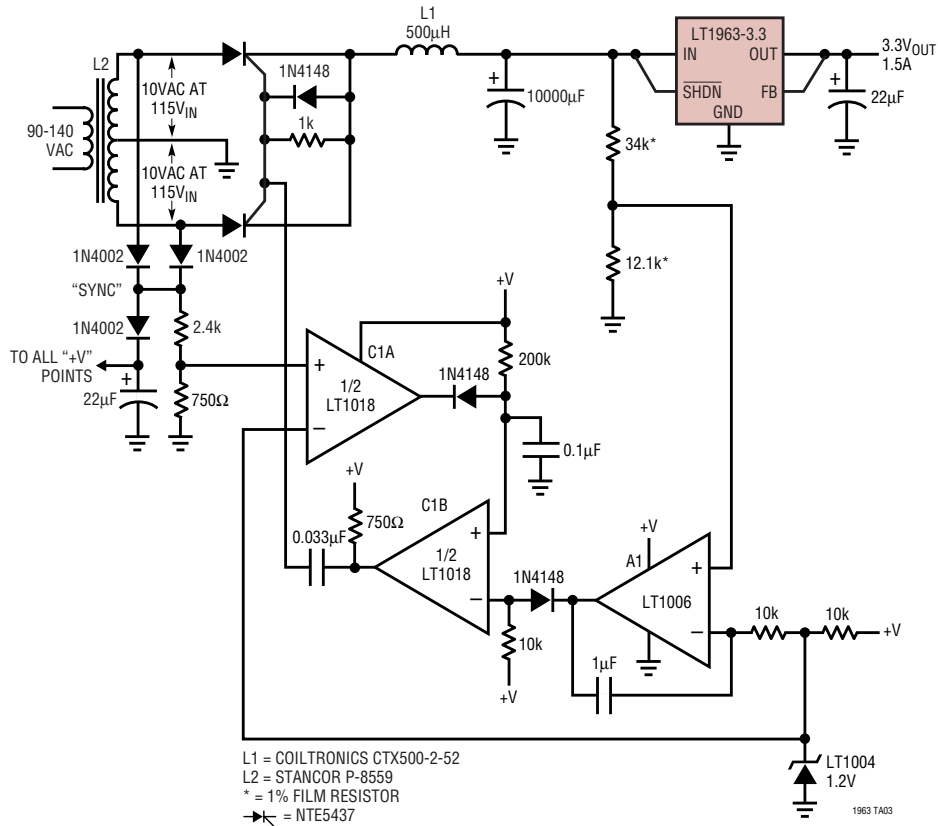 L1
500µH
LT1963-3.3
IN
OUT
SHDN
FB
GND
3.3VOUT
1.5A
L2
10VAC AT
115VIN
1N4148
+
10000µF
+
22µF
1k
90-140
VAC
34k*
10VAC AT
115VIN
1N4002
1N4002
12.1k*
"SYNC"
+V
1N4002
2.4k
C1A
200k
TO ALL "+V"
POINTS
+
1/2
LT1018
1N4148
+
22µF
750Ω
–
0.1µF
+V
C1B
750Ω
0.033µF
+
+V
1/2
LT1018
A1
+
1N4148
LT1006
–
10k
–
10k
10k
+V
1µF
+V
L1 = COILTRONICS CTX500-2-52
L2 = STANCOR P-8559
* = 1% FILM RESISTOR
= NTE5437
LT1004
1.2V
1963 TA03